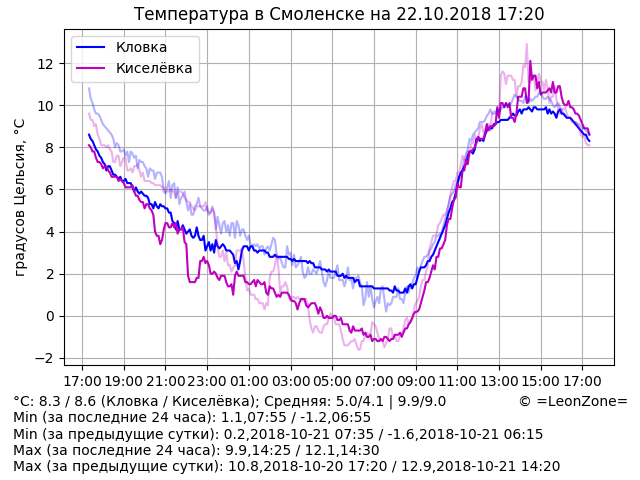 Температура в Смоленске на 22.10.2018 17:20
Кловка
Киселёвка
градусов Цельсия, °C
12
10
8
6
4
2
0
−2
17:00 19:00 21:00 23:00 01:00 03:00 05:00 07:00 09:00 11:00 13:00 15:00 17:00
°C: 8.3 / 8.6 (Кловка / Киселёвка); Средняя: 5.0/4.1 | 9.9/9.0 © =LeonZone=
Min (за последние 24 часа): 1.1,07:55 / -1.2,06:55
Min (за предыдущие сутки): 0.2,2018-10-21 07:35 / -1.6,2018-10-21 06:15
Max (за последние 24 часа): 9.9,14:25 / 12.1,14:30
Max (за предыдущие сутки): 10.8,2018-10-20 17:20 / 12.9,2018-10-21 14:20